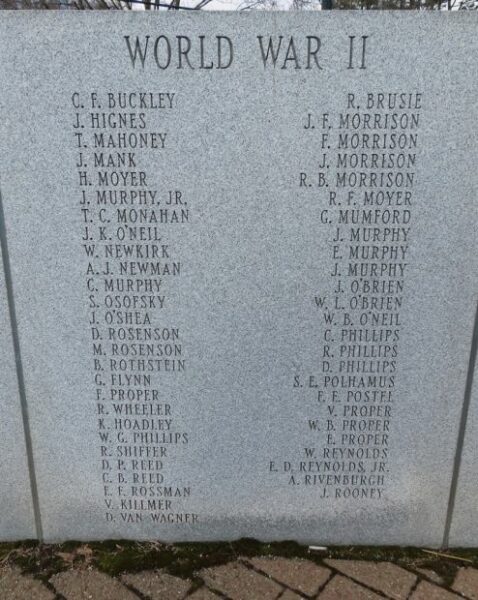 WORLD WAR II
C. F. BUCKLEY
J. HIGNES
T. MAHONEY
J. MANK
H. MOYER
J. MURPHY, JR.
T. C. MONAHAN
J. K. O'NEIL
W. NEWKIRK
A. J. NEWMAN
C. MURPHY
S. OSOFSKY
J. O'SHEA
D. ROSENSON
M. ROSENSON
B. ROTHSTEIN
G. FLYNN
F. PROPER
R. WHEELER
K. HOADLEY
W. G. PHILLIPS
R. SHIFFER
D. P. REED
C. B. REED
E. F. ROSSMAN
V. KILLMER
D. VAN WAGNER
R. BRUSIE
J. F. MORRISON
F. MORRISON
J. MORRISON
R. B. MORRISON
R. F. MOYER
G. MUMFORD
J. MURPHY
E. MURPHY
J. MURPHY
J. O'BRIEN
W. L. O'BRIEN
W. B. O'NEIL
C. PHILLIPS
R. PHILLIPS
D. PHILLIPS
S. E. POLHAMUS
F. E. POSTEL
V. PROPER
W. B. PROPER
E. PROPER
W. REYNOLDS
E. D. REYNOLDS, JR.
A. RIVENBURGH
J. ROONEY